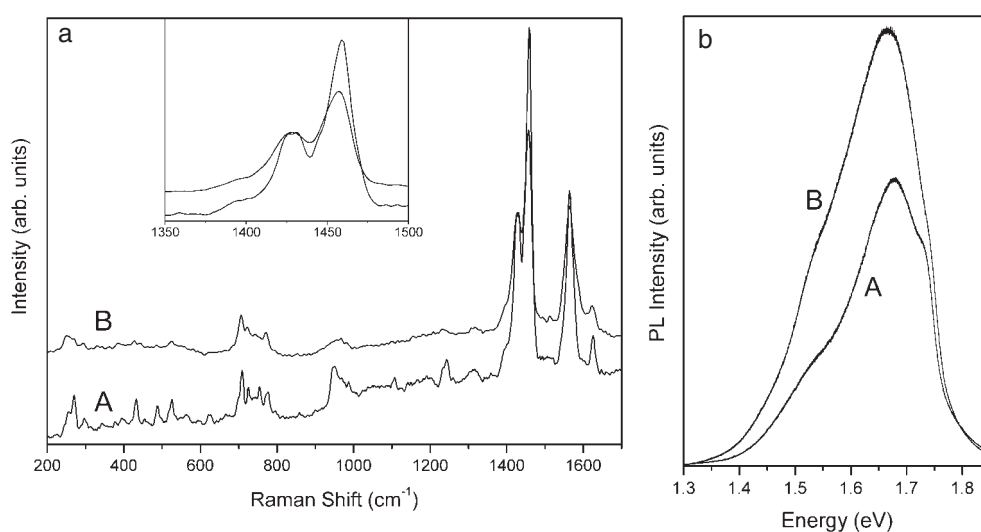 a
Intensity (arb. units)
B
A
200 400 600 800 1000 1200 1400 1600
Raman Shift (cm⁻¹)
1350 1400 1450 1500
b
PL Intensity (arb. units)
B
A
1.3 1.4 1.5 1.6 1.7 1.8
Energy (eV)